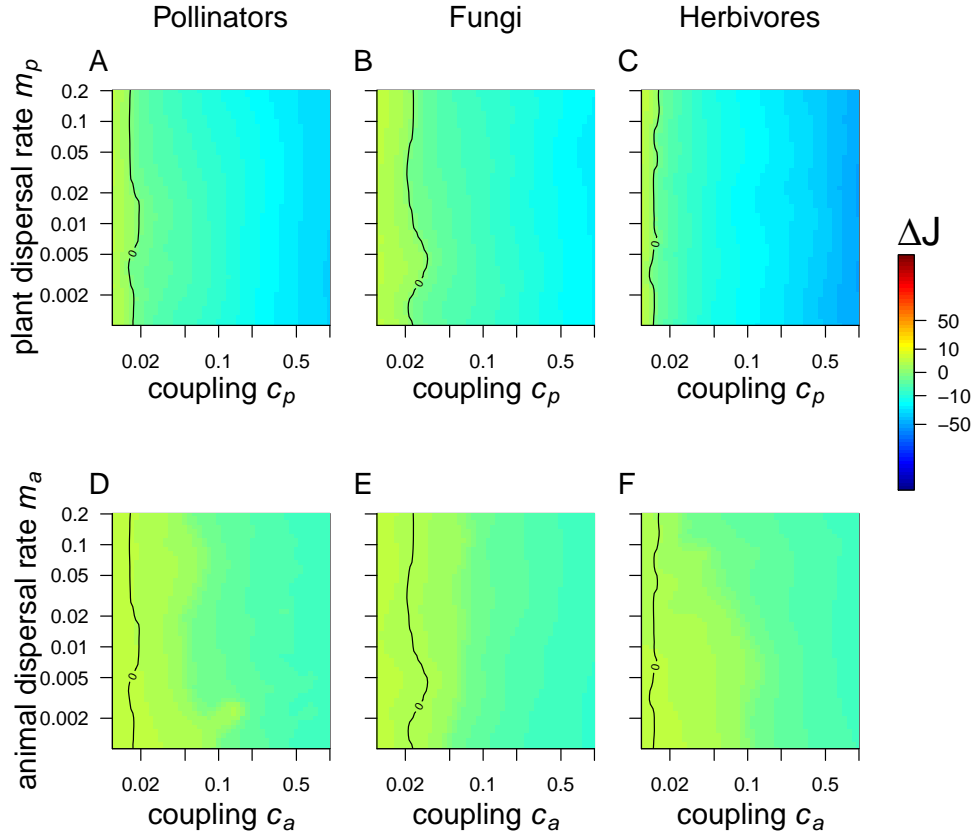 Pollinators Fungi Herbivores
A B C
plant dispersal rate m_p
0.2
0.1
0.05
0.02
0.01
0.005
0.002
0 0 0
0.02 0.1 0.5 0.02 0.1 0.5 0.02 0.1 0.5
coupling c_p coupling c_p coupling c_p
ΔJ
50
10
0
−10
−50
D E F
animal dispersal rate m_a
0.2
0.1
0.05
0.02
0.01
0.005
0.002
0 0 0
0.02 0.1 0.5 0.02 0.1 0.5 0.02 0.1 0.5
coupling c_a coupling c_a coupling c_a